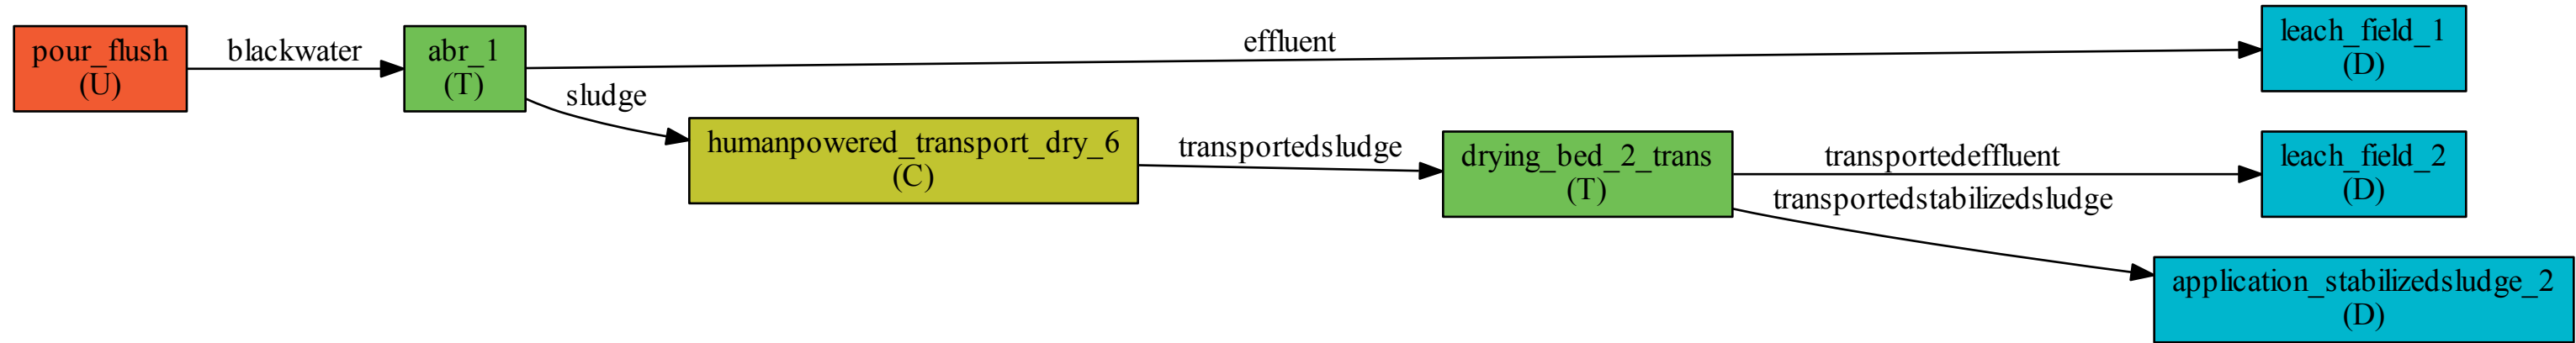 pour_flush
(U)
blackwater
abr_1
(T)
effluent
leach_field_1
(D)
sludge
humanpowered_transport_dry_6
(C)
transportedsludge
drying_bed_2_trans
(T)
transportedeffluent
leach_field_2
(D)
transportedstabilizedsludge
application_stabilizedsludge_2
(D)